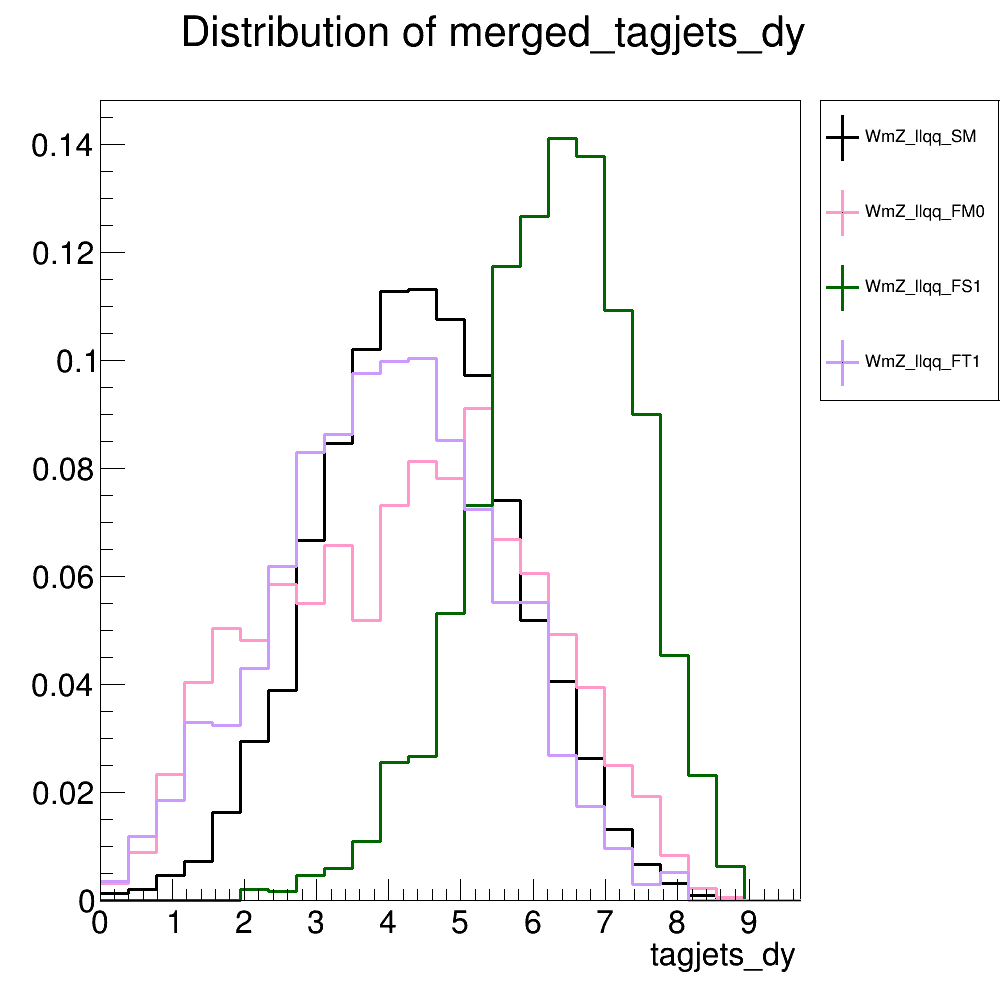 Distribution of merged_tagjets_dy
0.14
0.12
0.1
0.08
0.06
0.04
0.02
0
0 1 2 3 4 5 6 7 8 9
tagjets_dy
WmZ_llqq_SM
WmZ_llqq_FM0
WmZ_llqq_FS1
WmZ_llqq_FT1